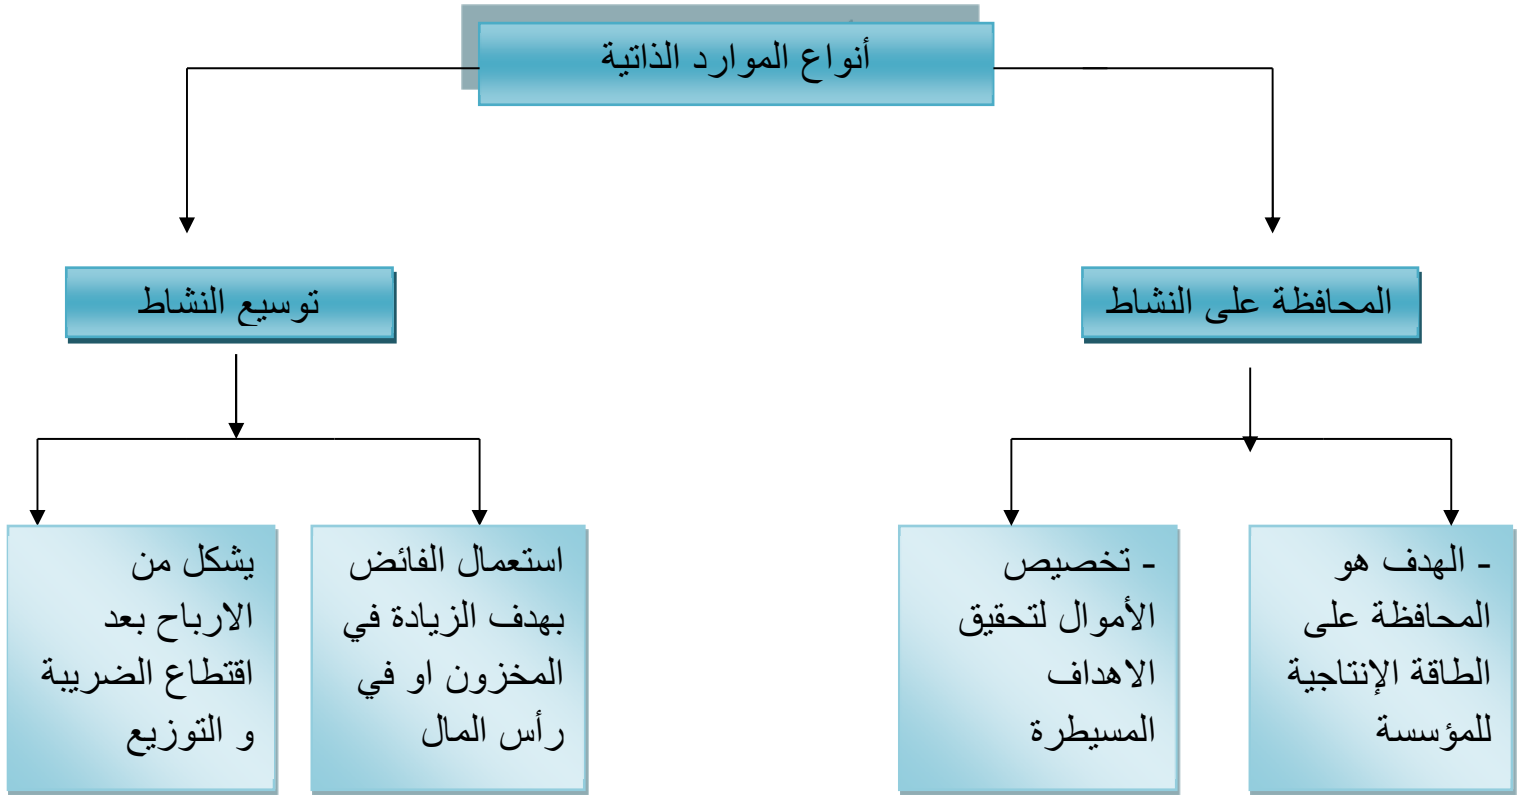 أنواع الموارد الذاتية
المحافظة على النشاط
توسيع النشاط
- الهدف هو
المحافظة على
الطاقة الإنتاجية
للمؤسسة
- تخصيص
الأموال لتحقيق
الاهداف
المسيطرة
استعمال الفائض
بهدف الزيادة في
المخزون او في
رأس المال
يشكل من
الارباح بعد
اقتطاع الضريبة
و التوزيع